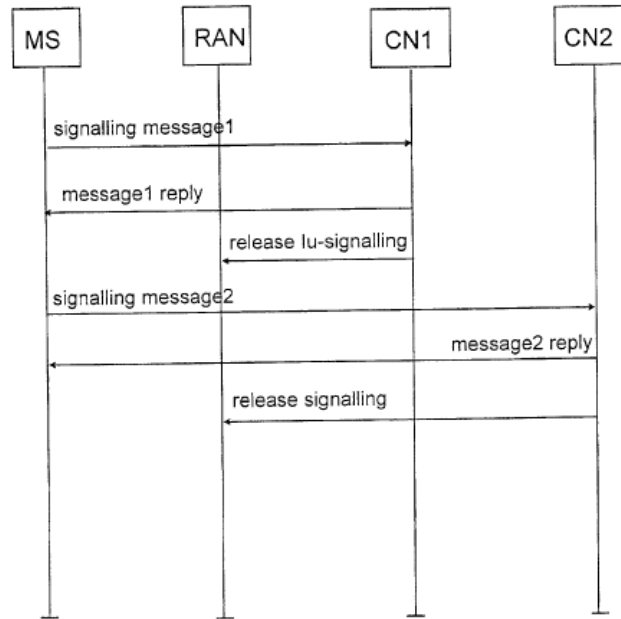 MS
RAN
CN1
CN2
signalling message1
message1 reply
release Iu-signalling
signalling message2
message2 reply
release signalling